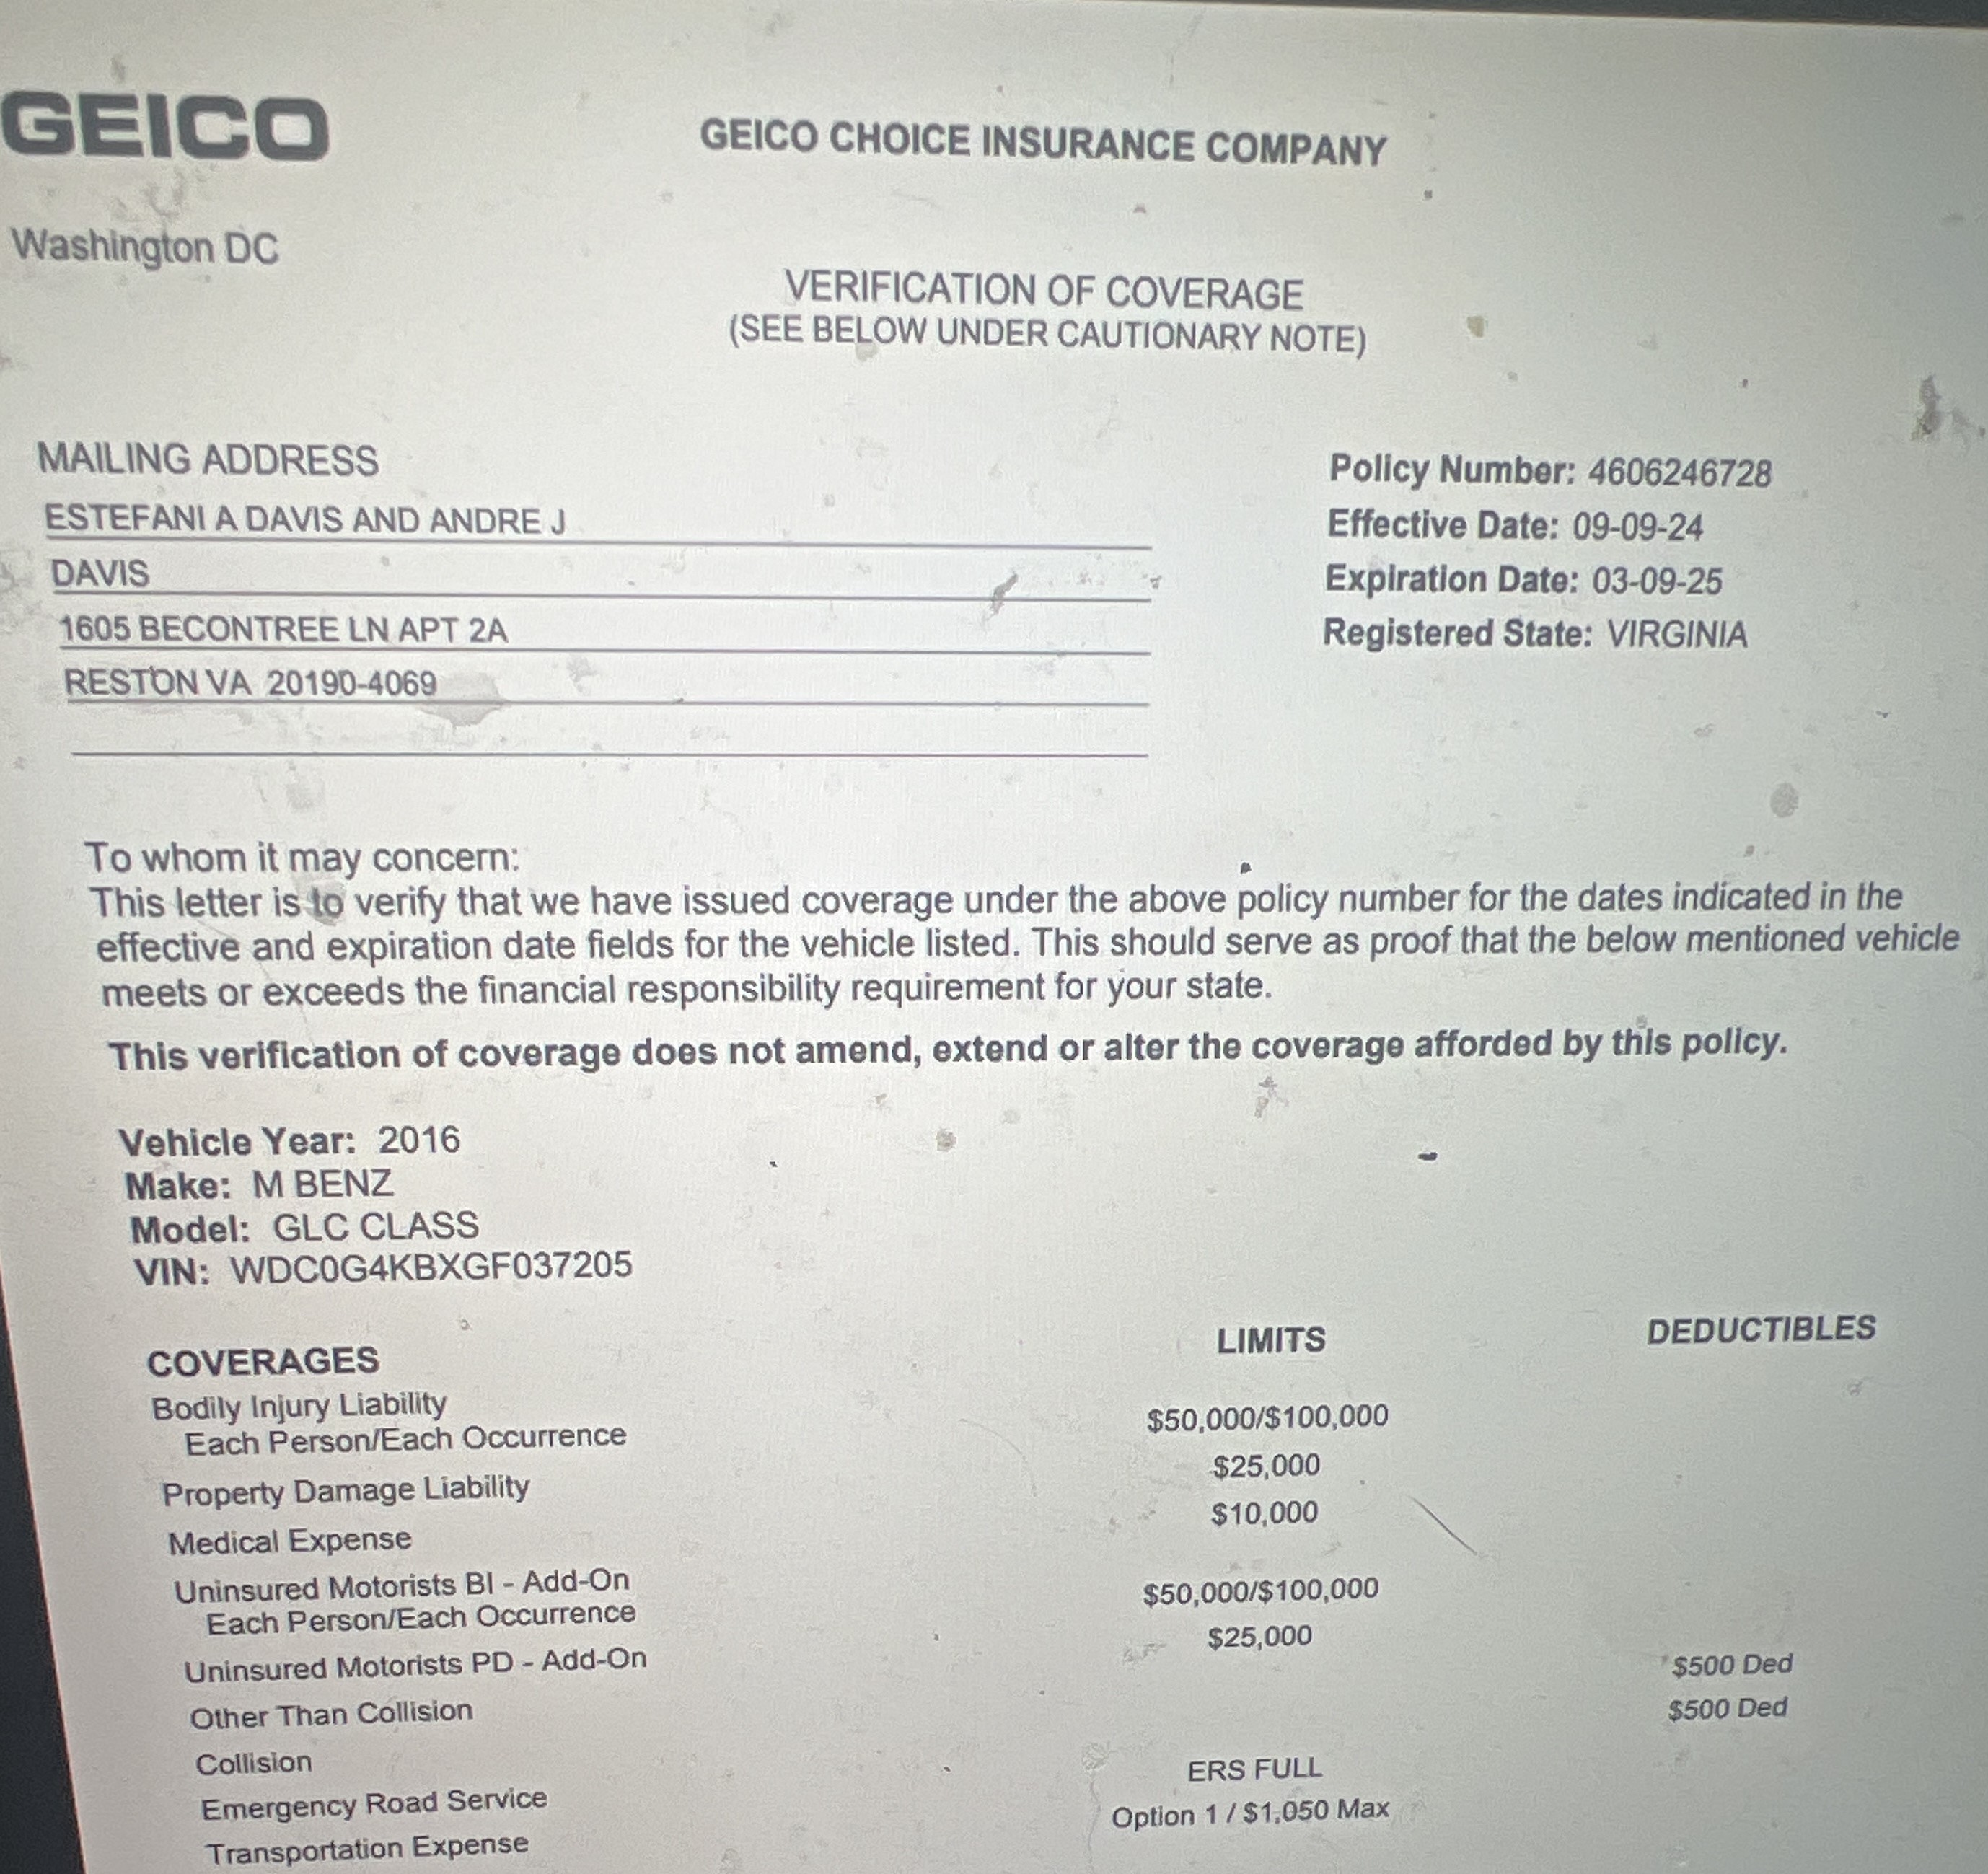 GEICO
GEICO CHOICE INSURANCE COMPANY
Washington DC
VERIFICATION OF COVERAGE
(SEE BELOW UNDER CAUTIONARY NOTE)
MAILING ADDRESS
ESTEFANI A DAVIS AND ANDRE J
DAVIS
1605 BECONTREE LN APT 2A
RESTON VA 20190-4069
Policy Number: 4606246728
Effective Date: 09-09-24
Expiration Date: 03-09-25
Registered State: VIRGINIA
To whom it may concern:
This letter is to verify that we have issued coverage under the above policy number for the dates indicated in the
effective and expiration date fields for the vehicle listed. This should serve as proof that the below mentioned vehicle
meets or exceeds the financial responsibility requirement for your state.
This verification of coverage does not amend, extend or alter the coverage afforded by this policy.
Vehicle Year: 2016
Make: M BENZ
Model: GLC CLASS
VIN: WDC0G4KBXGF037205
COVERAGES LIMITS DEDUCTIBLES
Bodily Injury Liability
Each Person/Each Occurrence $50,000/$100,000
Property Damage Liability $25,000
Medical Expense $10,000
Uninsured Motorists BI - Add-On
Each Person/Each Occurrence $50,000/$100,000
Uninsured Motorists PD - Add-On $25,000
Other Than Collision $500 Ded
Collision $500 Ded
Emergency Road Service ERS FULL
Transportation Expense Option 1 / $1,050 Max